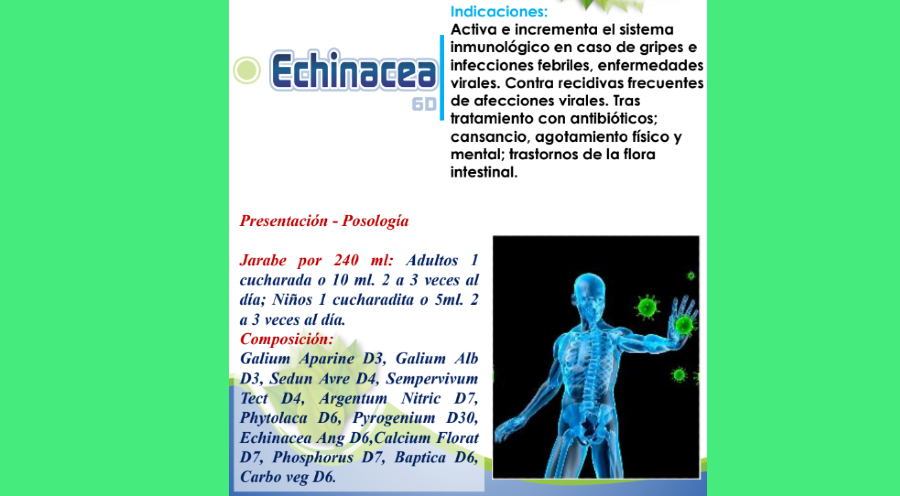 Indicaciones:
Activa e incrementa el sistema
inmunológico en caso de gripes e
infecciones febriles, enfermedades
virales. Contra recidivas frecuentes
de afecciones virales. Tras
tratamiento con antibióticos;
cansancio, agotamiento físico y
mental; trastornos de la flora
intestinal.
Echinacea
6D
Presentación - Posología
Jarabe por 240 ml: Adultos 1
cucharada o 10 ml. 2 a 3 veces al
día; Niños 1 cucharadita o 5ml. 2
a 3 veces al día.
Composición:
Galium Aparine D3, Galium Alb
D3, Sedun Avre D4, Sempervivum
Tect D4, Argentum Nitric D7,
Phytolaca D6, Pyrogenium D30,
Echinacea Ang D6,Calcium Florat
D7, Phosphorus D7, Baptica D6,
Carbo veg D6.